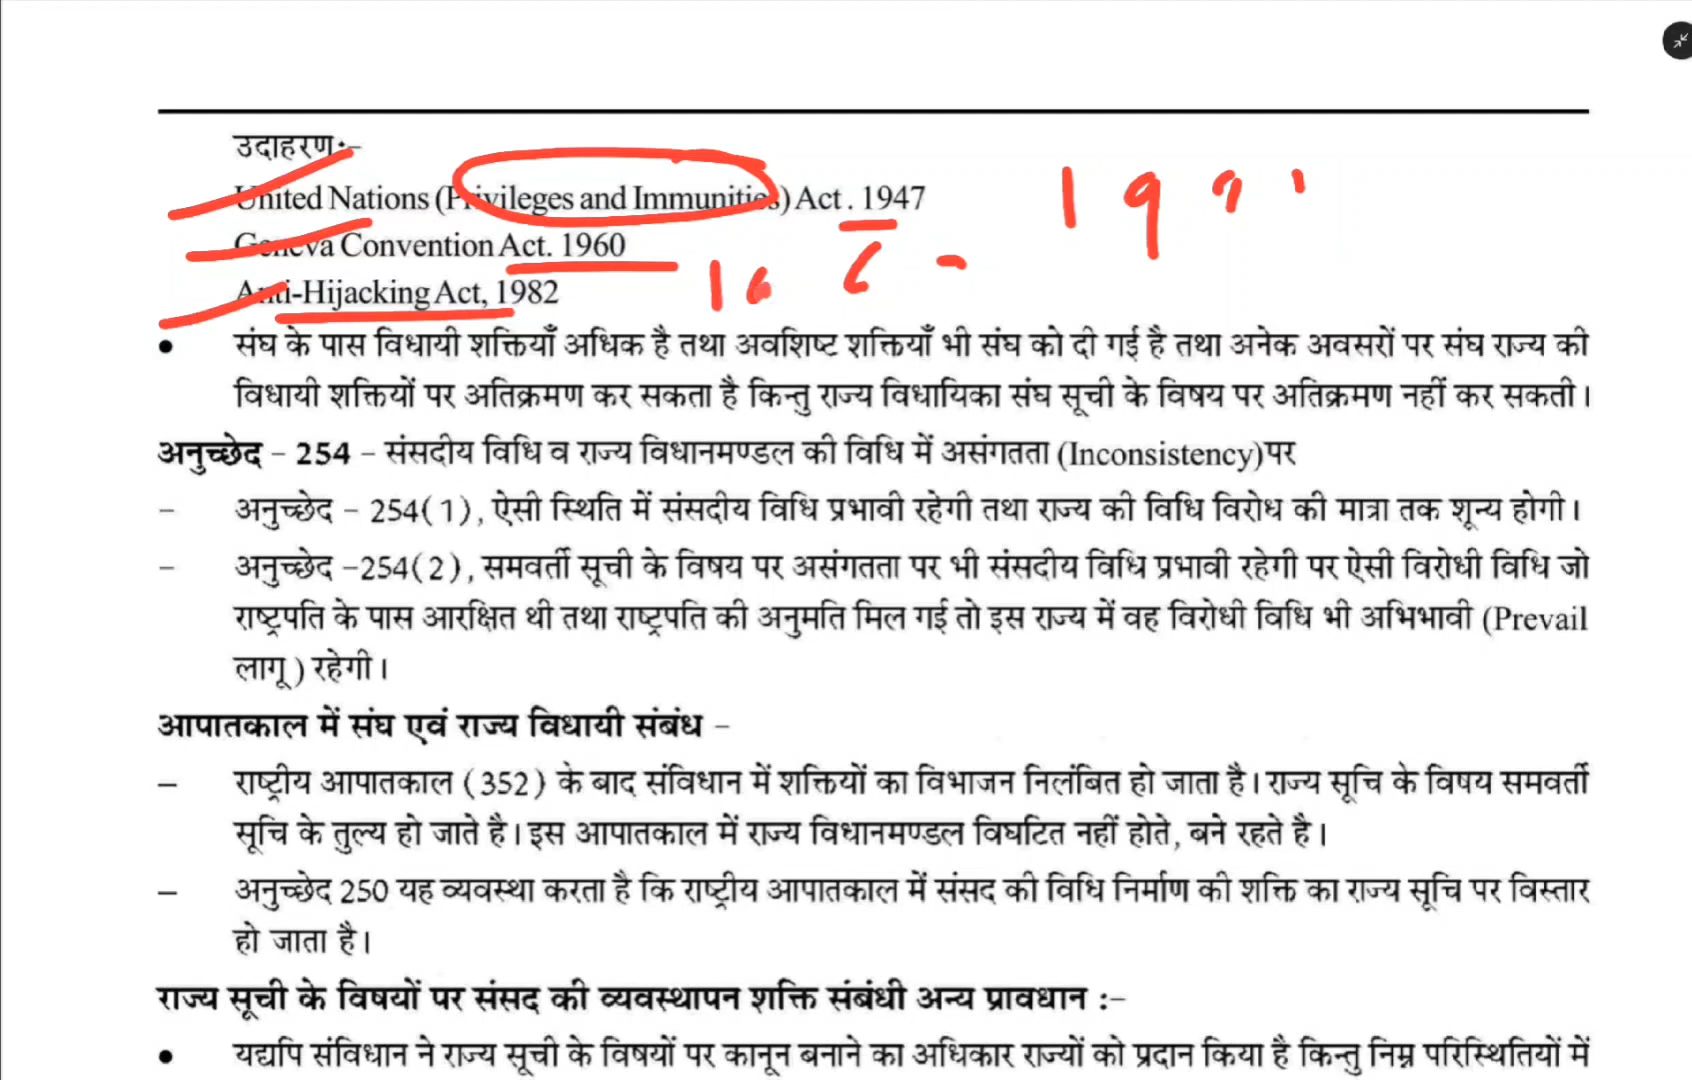 उदाहरण:–
United Nations (Privileges and Immunities) Act . 1947
Geneva Convention Act. 1960
Anti-Hijacking Act, 1982
• संघ के पास विधायी शक्तियाँ अधिक है तथा अवशिष्ट शक्तियाँ भी संघ को दी गई है तथा अनेक अवसरों पर संघ राज्य की
विधायी शक्तियों पर अतिक्रमण कर सकता है किन्तु राज्य विधायिका संघ सूची के विषय पर अतिक्रमण नहीं कर सकती।
अनुच्छेद – 254 – संसदीय विधि व राज्य विधानमण्डल की विधि में असंगतता (Inconsistency)पर
– अनुच्छेद – 254(1), ऐसी स्थिति में संसदीय विधि प्रभावी रहेगी तथा राज्य की विधि विरोध की मात्रा तक शून्य होगी।
– अनुच्छेद –254(2), समवर्ती सूची के विषय पर असंगतता पर भी संसदीय विधि प्रभावी रहेगी पर ऐसी विरोधी विधि जो
राष्ट्रपति के पास आरक्षित थी तथा राष्ट्रपति की अनुमति मिल गई तो इस राज्य में वह विरोधी विधि भी अभिभावी (Prevail
लागू ) रहेगी।
आपातकाल में संघ एवं राज्य विधायी संबंध –
– राष्ट्रीय आपातकाल (352) के बाद संविधान में शक्तियों का विभाजन निलंबित हो जाता है। राज्य सूचि के विषय समवर्ती
सूचि के तुल्य हो जाते है। इस आपातकाल में राज्य विधानमण्डल विघटित नहीं होते, बने रहते है।
– अनुच्छेद 250 यह व्यवस्था करता है कि राष्ट्रीय आपातकाल में संसद की विधि निर्माण की शक्ति का राज्य सूचि पर विस्तार
हो जाता है।
राज्य सूची के विषयों पर संसद की व्यवस्थापन शक्ति संबंधी अन्य प्रावधान :–
• यद्यपि संविधान ने राज्य सूची के विषयों पर कानून बनाने का अधिकार राज्यों को प्रदान किया है किन्तु निम्न परिस्थितियों में